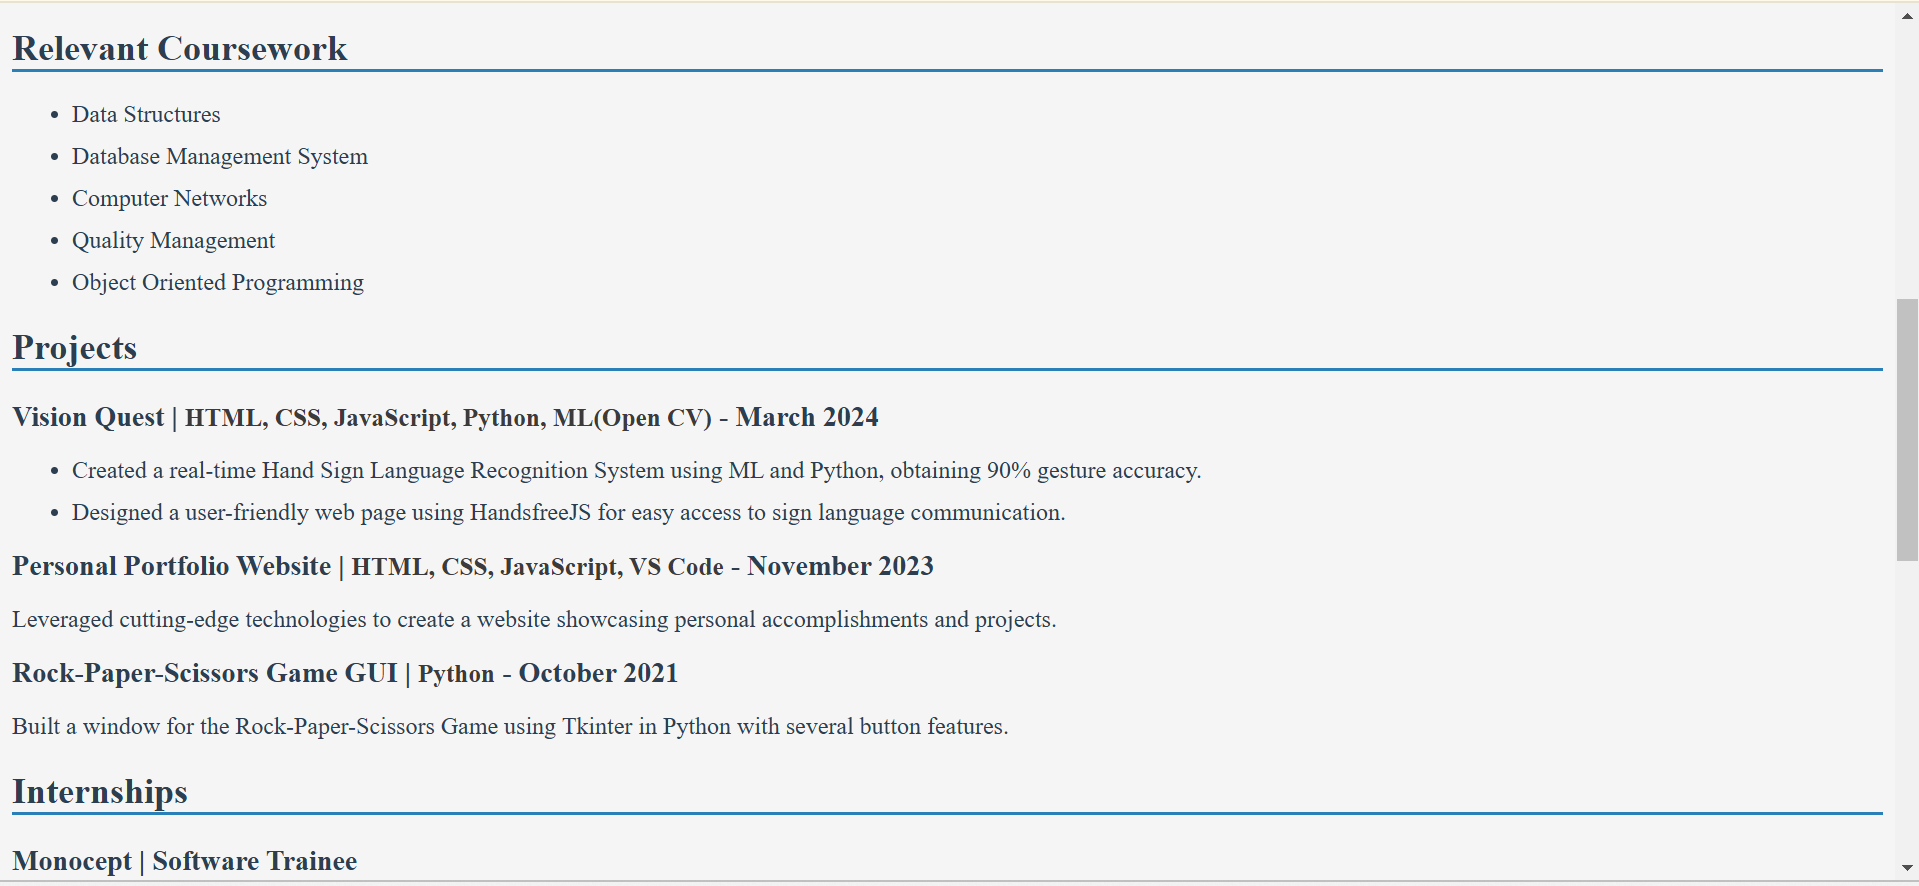 Relevant Coursework
• Data Structures
• Database Management System
• Computer Networks
• Quality Management
• Object Oriented Programming
Projects
Vision Quest | HTML, CSS, JavaScript, Python, ML(Open CV) - March 2024
• Created a real-time Hand Sign Language Recognition System using ML and Python, obtaining 90% gesture accuracy.
• Designed a user-friendly web page using HandsfreeJS for easy access to sign language communication.
Personal Portfolio Website | HTML, CSS, JavaScript, VS Code - November 2023
Leveraged cutting-edge technologies to create a website showcasing personal accomplishments and projects.
Rock-Paper-Scissors Game GUI | Python - October 2021
Built a window for the Rock-Paper-Scissors Game using Tkinter in Python with several button features.
Internships
Monocept | Software Trainee